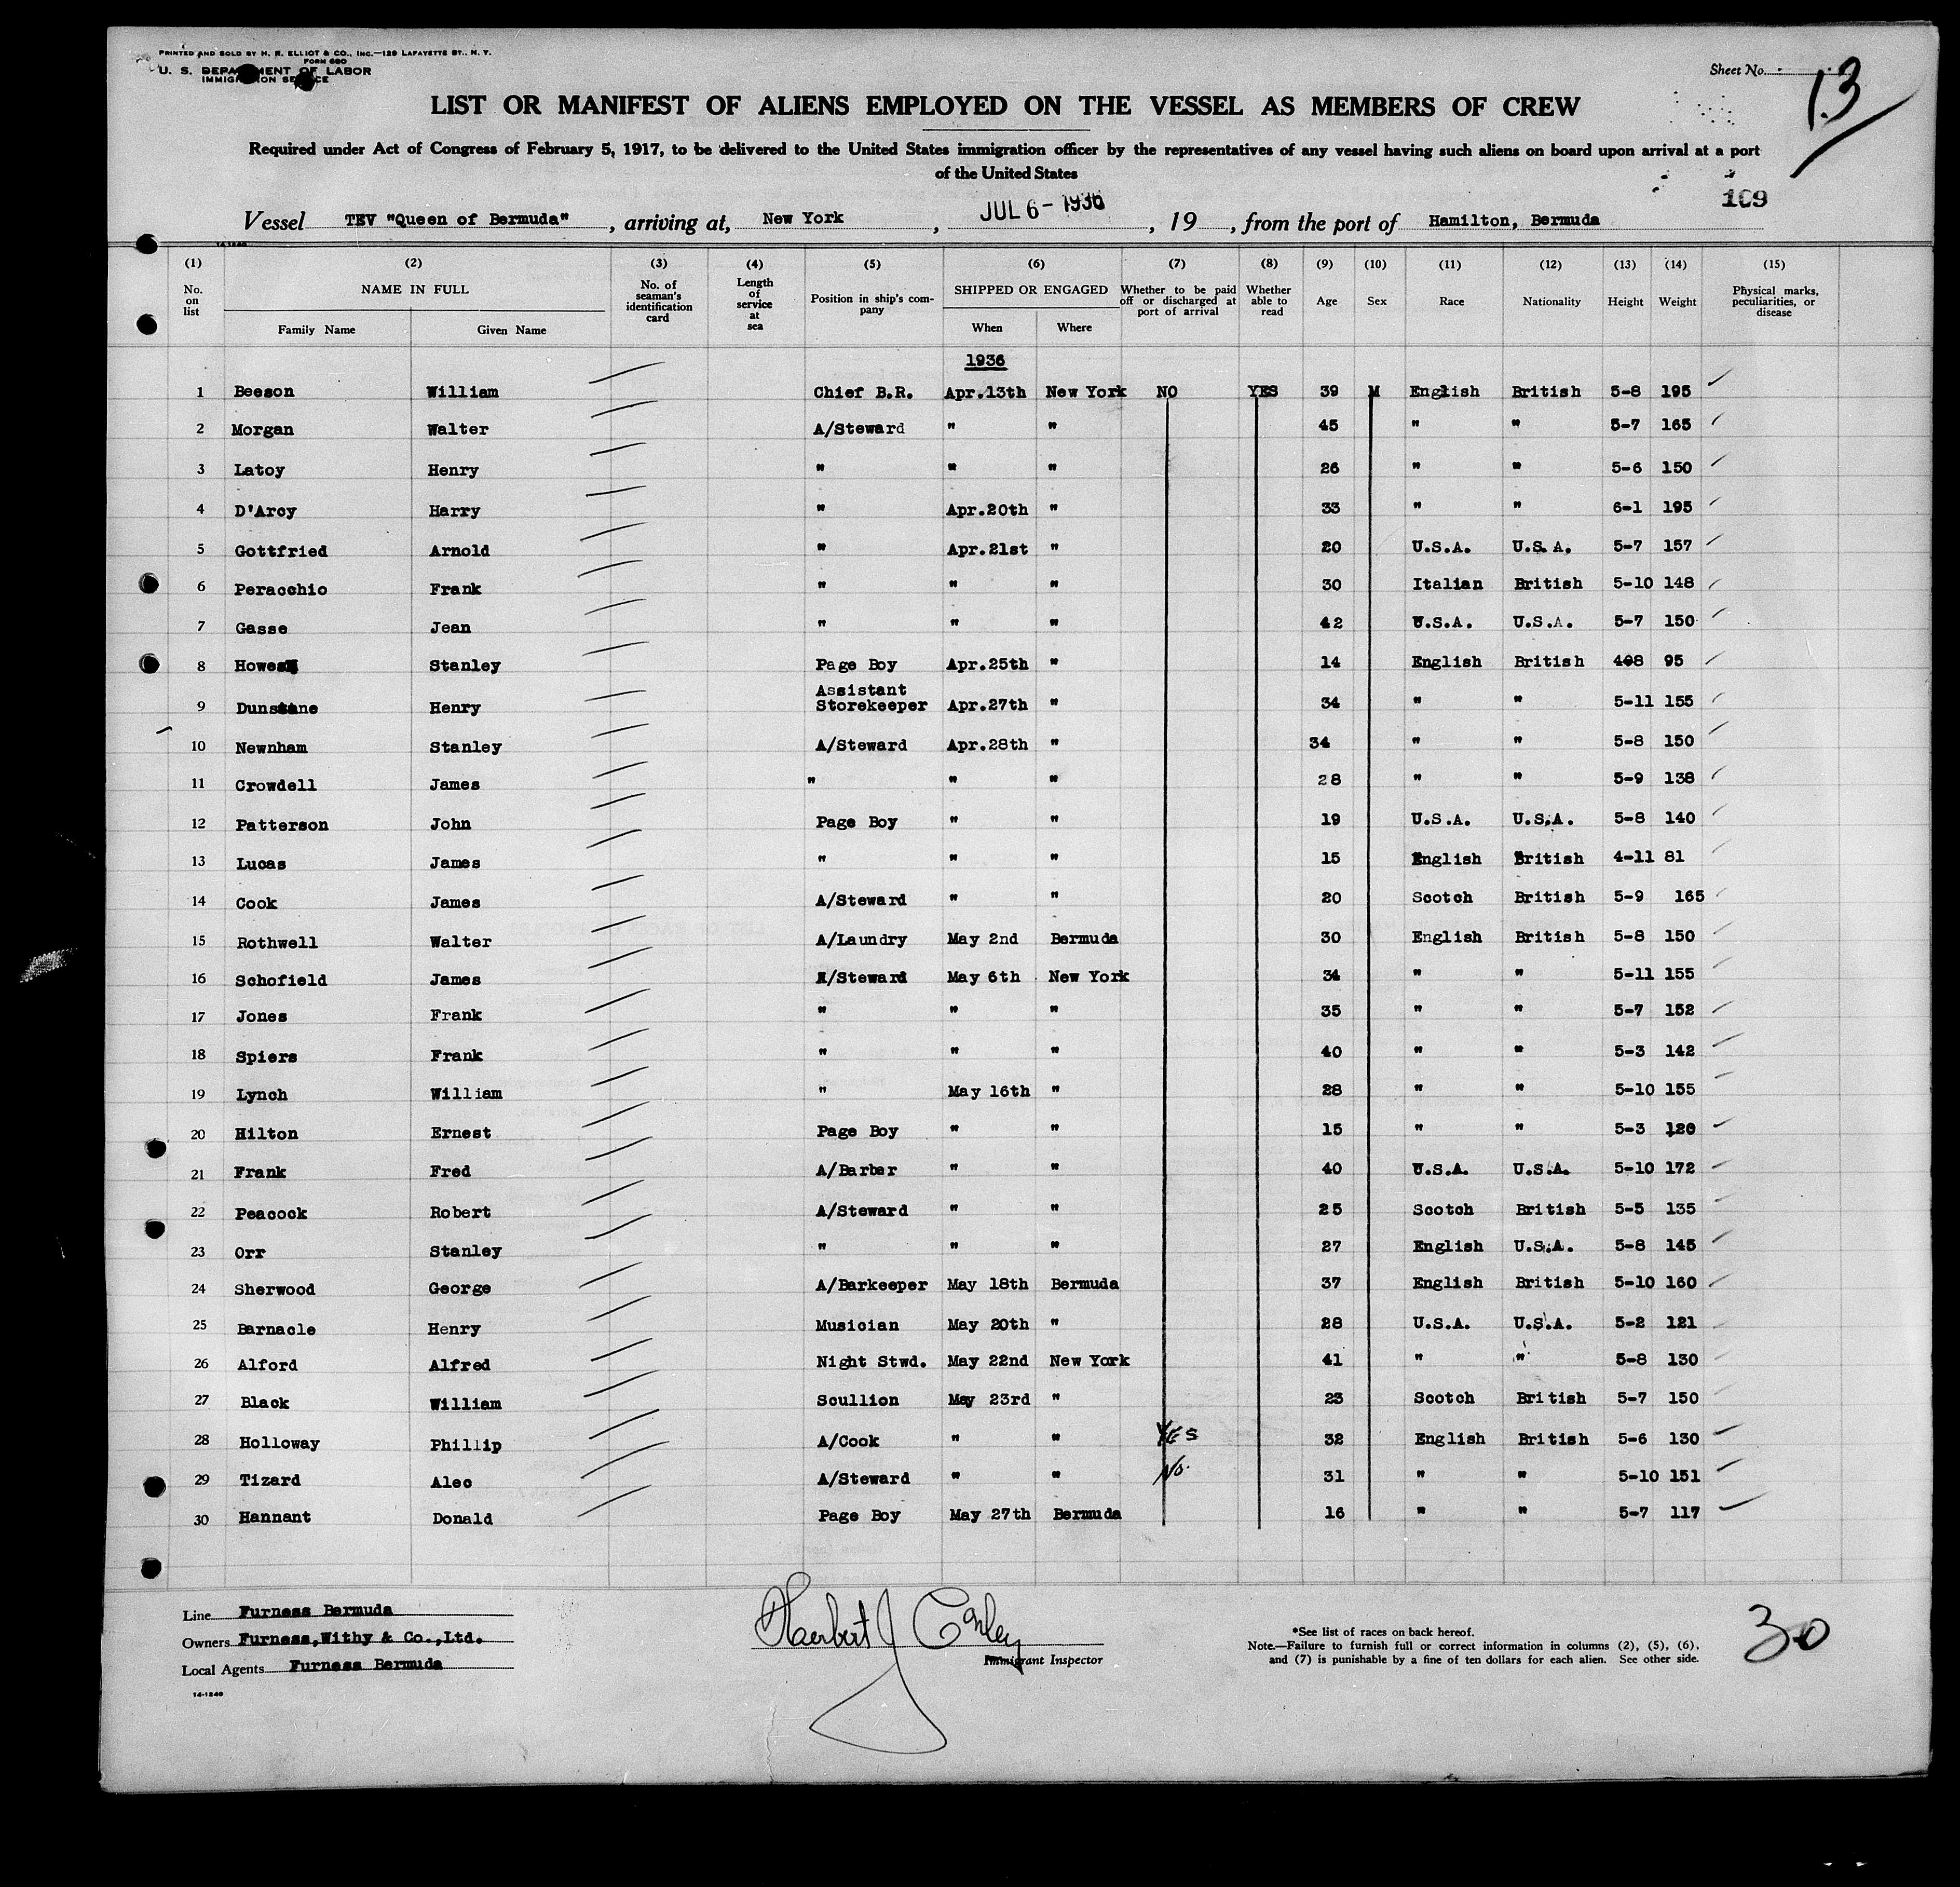 PRINTED AND SOLD BY H. R. ELLIOT & CO., INC.—129 LAFAYETTE ST., N. Y.
FORM 680
U. S. DEPARTMENT OF LABOR
IMMIGRATION SERVICE
Sheet No. 13
LIST OR MANIFEST OF ALIENS EMPLOYED ON THE VESSEL AS MEMBERS OF CREW
Required under Act of Congress of February 5, 1917, to be delivered to the United States immigration officer by the representatives of any vessel having such aliens on board upon arrival at a port
of the United States
109
Vessel TEV "Queen of Bermuda", arriving at, New York, JUL 6 - 1936, 19 , from the port of Hamilton, Bermuda
14-1240
(1) (2) (3) (4) (5) (6) (7) (8) (9) (10) (11) (12) (13) (14) (15)
No. on list NAME IN FULL Family Name Given Name No. of seaman's identification card Length of service at sea Position in ship's company SHIPPED OR ENGAGED When Where Whether to be paid off or discharged at port of arrival Whether able to read Age Sex Race Nationality Height Weight Physical marks, peculiarities, or disease
1936
1 Beeson William Chief B.R. Apr.13th New York NO YES 39 M English British 5-8 195
2 Morgan Walter A/Steward " " 45 " " 5-7 165
3 Latoy Henry " " " 26 " " 5-6 150
4 D'Arcy Harry " Apr.20th " 33 " " 6-1 195
5 Gottfried Arnold " Apr.21st " 20 U.S.A. U.S.A. 5-7 157
6 Peracchio Frank " " " 30 Italian British 5-10 148
7 Gasse Jean " " " 42 U.S.A. U.S.A. 5-7 150
8 Howes Stanley Page Boy Apr.25th " 14 English British 408 95
9 Dunstane Henry Assistant Storekeeper Apr.27th " 34 " " 5-11 155
10 Newnham Stanley A/Steward Apr.28th " 34 " " 5-8 150
11 Crowdell James " " " 28 " " 5-9 138
12 Patterson John Page Boy " " 19 U.S.A. U.S.A. 5-8 140
13 Lucas James " " " 15 English British 4-11 81
14 Cook James A/Steward " " 20 Scotch British 5-9 165
15 Rothwell Walter A/Laundry May 2nd Bermuda 30 English British 5-8 150
16 Schofield James A/Steward May 6th New York 34 " " 5-11 155
17 Jones Frank " " " 35 " " 5-7 152
18 Spiers Frank " " " 40 " " 5-3 142
19 Lynch William " May 16th " 28 " " 5-10 155
20 Hilton Ernest Page Boy " " 15 " " 5-3 120
21 Frank Fred A/Barber " " 40 U.S.A. U.S.A. 5-10 172
22 Peacock Robert A/Steward " " 25 Scotch British 5-5 135
23 Orr Stanley " " " 27 English U.S.A. 5-8 145
24 Sherwood George A/Barkeeper May 18th Bermuda 37 English British 5-10 160
25 Barnacle Henry Musician May 20th " 28 U.S.A. U.S.A. 5-2 121
26 Alford Alfred Night Stwd. May 22nd New York 41 " " 5-8 130
27 Black William Scullion May 23rd " 23 Scotch British 5-7 150
28 Holloway Phillip A/Cook " " YES 32 English British 5-6 130
29 Tizard Alec A/Steward " " No. 31 " " 5-10 151
30 Hannant Donald Page Boy May 27th Bermuda 16 " " 5-7 117
Line Furness Bermuda
Owners Furness,Withy & Co.,Ltd.
Local Agents Furness Bermuda
14-1240
Herbert J
Immigrant Inspector
*See list of races on back hereof.
Note.—Failure to furnish full or correct information in columns (2), (5), (6),
and (7) is punishable by a fine of ten dollars for each alien. See other side.
30